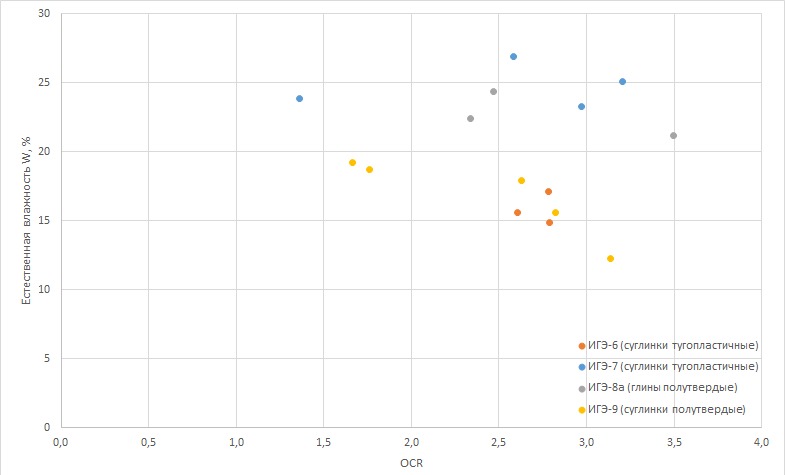 30
25
20
15
10
5
0
Естественная влажность W, %
0,0 0,5 1,0 1,5 2,0 2,5 3,0 3,5 4,0
OCR
ИГЭ-6 (суглинки тугопластичные)
ИГЭ-7 (суглинки тугопластичные)
ИГЭ-8а (глины полутвердые)
ИГЭ-9 (суглинки полутвердые)